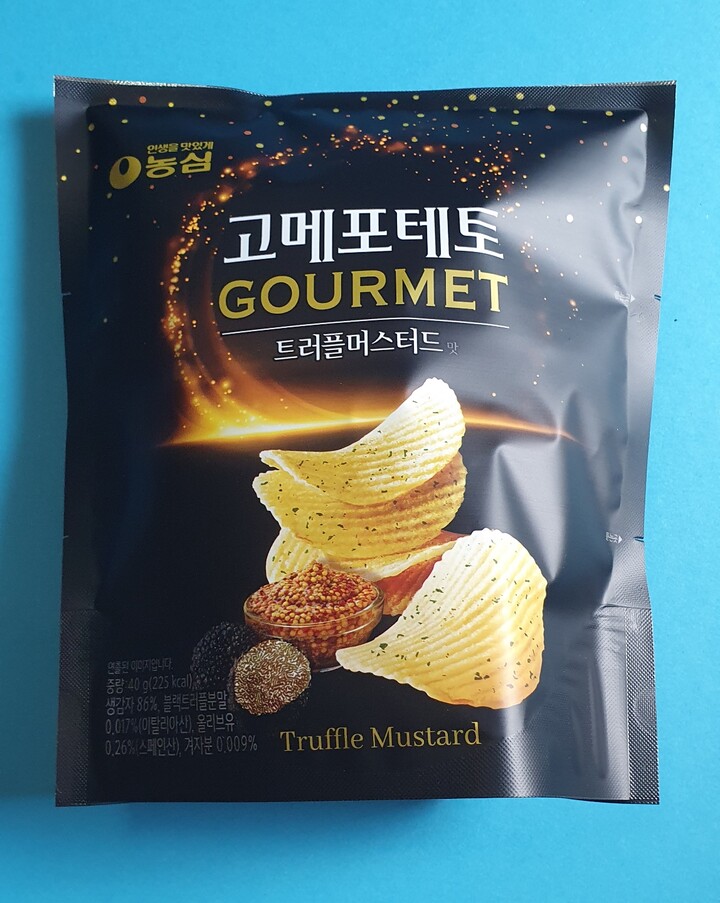 인생을 맛있게
농심
고메포테토
GOURMET
트러플머스터드 맛
연출된 이미지입니다
중량 40 g(225 kcal)
생감자 86%, 블랙트러플분말
0.017%(이탈리아산), 올리브유
0.26%(스페인산), 겨자분 0.009%
Truffle Mustard